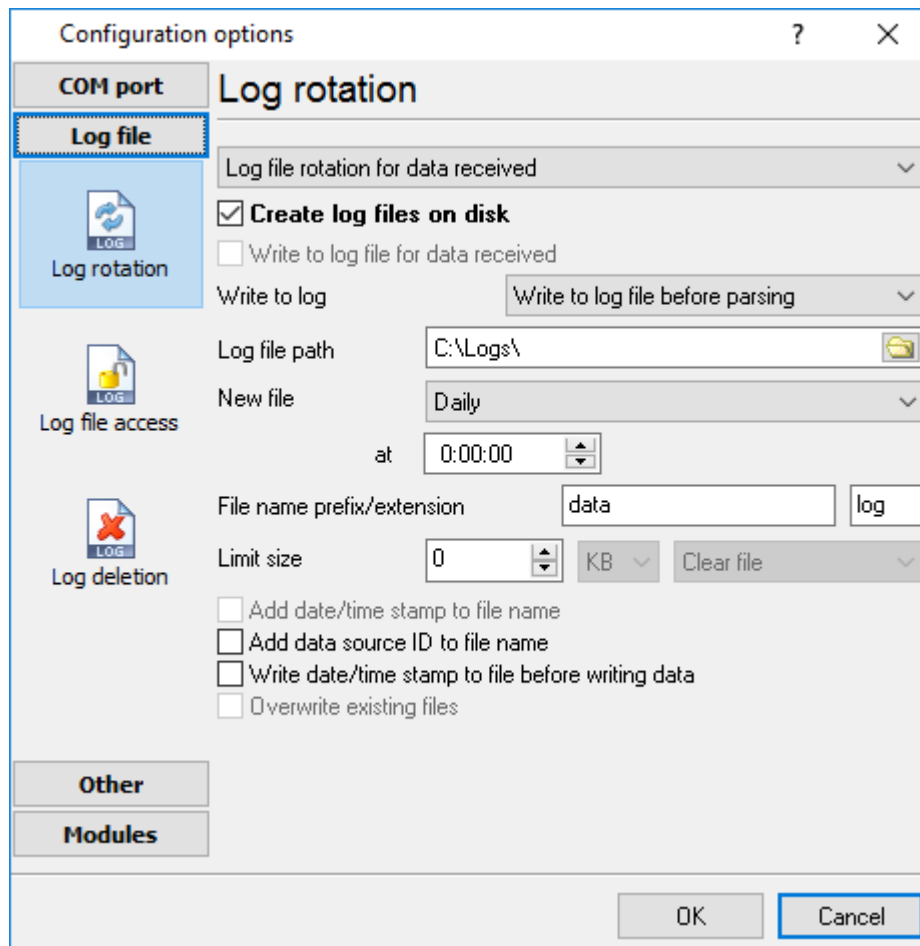 Configuration options ?
COM port
Log file
LOG
Log rotation
LOG
Log file access
LOG
Log deletion
Other
Modules
Log rotation
Log file rotation for data received
Create log files on disk
Write to log file for data received
Write to log Write to log file before parsing
Log file path C:\Logs\
New file Daily
at 0:00:00
File name prefix/extension data log
Limit size 0 KB Clear file
Add date/time stamp to file name
Add data source ID to file name
Write date/time stamp to file before writing data
Overwrite existing files
OK Cancel